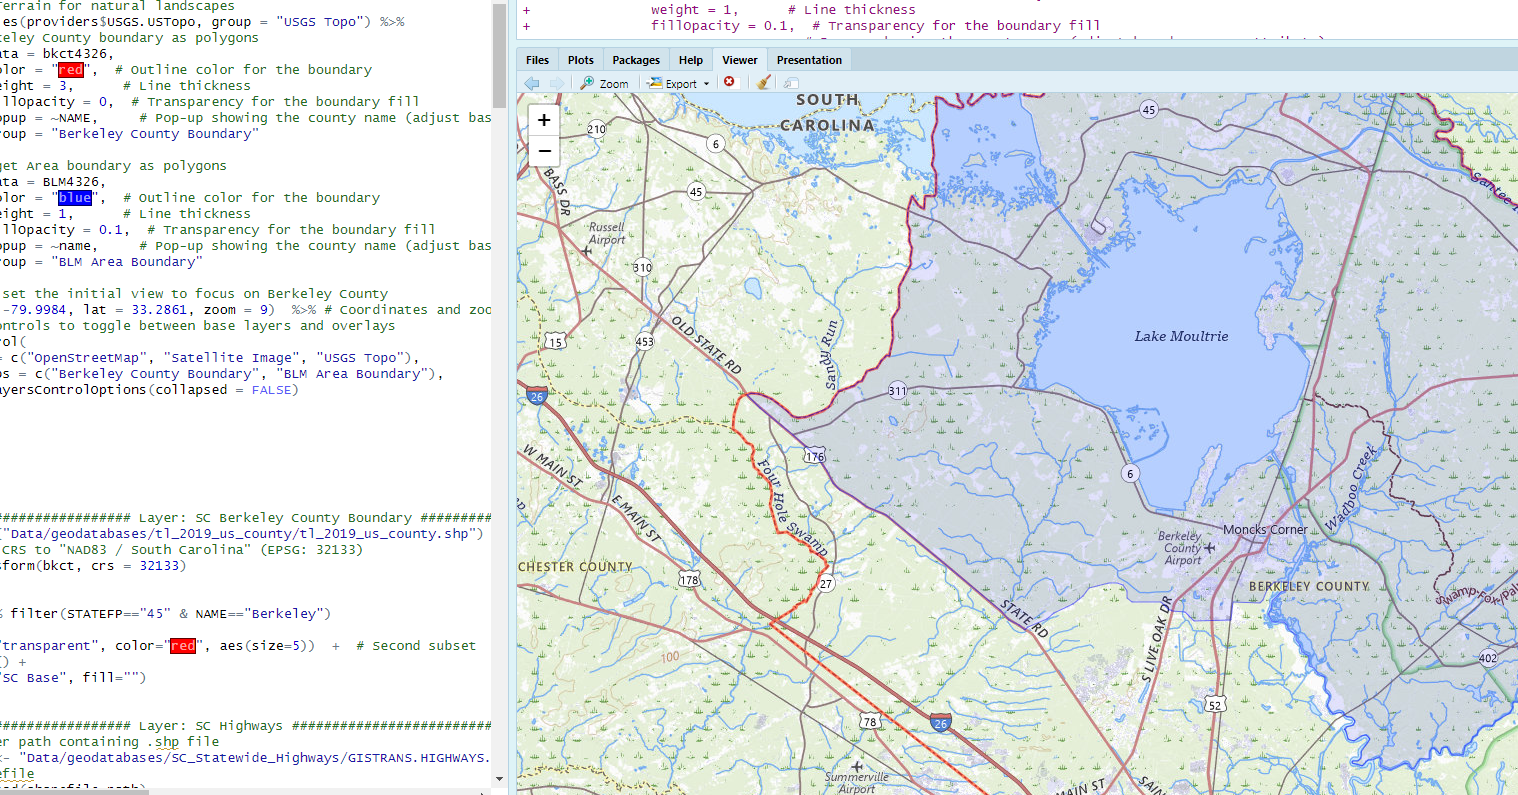 errain for natural landscapes
es(providers$USGS.USTopo, group = "USGS Topo") %>%
eley County boundary as polygons
ata = bkct4326,
olor = "red",  # Outline color for the boundary
eight = 3,      # Line thickness
illOpacity = 0,  # Transparency for the boundary fill
opup = ~NAME,     # Pop-up showing the county name (adjust bas
oup = "Berkeley County Boundary"
get Area boundary as polygons
ata = BLM4326,
olor = "blue",  # Outline color for the boundary
eight = 1,      # Line thickness
illOpacity = 0.1,  # Transparency for the boundary fill
opup = ~name,     # Pop-up showing the county name (adjust bas
oup = "BLM Area Boundary"
set the initial view to focus on Berkeley County
-79.9984, lat = 33.2861, zoom = 9)  %>% # Coordinates and zoo
ontrols to toggle between base layers and overlays
rol(
= c("OpenStreetMap", "Satellite Image", "USGS Topo"),
ps = c("Berkeley County Boundary", "BLM Area Boundary"),
ayersControlOptions(collapsed = FALSE)
################ Layer: SC Berkeley County Boundary #########
("Data/geodatabases/tl_2019_us_county/tl_2019_us_county.shp")
CRS to "NAD83 / South Carolina" (EPSG: 32133)
sform(bkct, crs = 32133)
% filter(STATEFP=="45" & NAME=="Berkeley")
"transparent", color="red", aes(size=5))  +  # Second subset
() +
"SC Base", fill="")
################ Layer: SC Highways #########################
er path containing .shp file
<- "Data/geodatabases/SC_Statewide_Highways/GISTRANS.HIGHWAYS.
efile
+ weight = 1,      # Line thickness
+ fillOpacity = 0.1,  # Transparency for the boundary fill
Files Plots Packages Help Viewer Presentation
Zoom Export
+
−
SOUTH
CAROLINA
210
6
45
45
BASS DR
Russell
Airport
310
Santee
15
453
OLD STATE RD
Sandy Run
Lake Moultrie
26
311
W MAIN ST
E MAIN ST
176
Four Hole Swamp
6
Wadboo Creek
Moncks Corner
Berkeley
County
Airport
CHESTER COUNTY
178
27
BERKELEY COUNTY
Swamp-Fox-(Pal
STATE RD
S LIVE OAK DR
100
402
52
78
26
Summerville
Airport
MAIN ST
SAIN